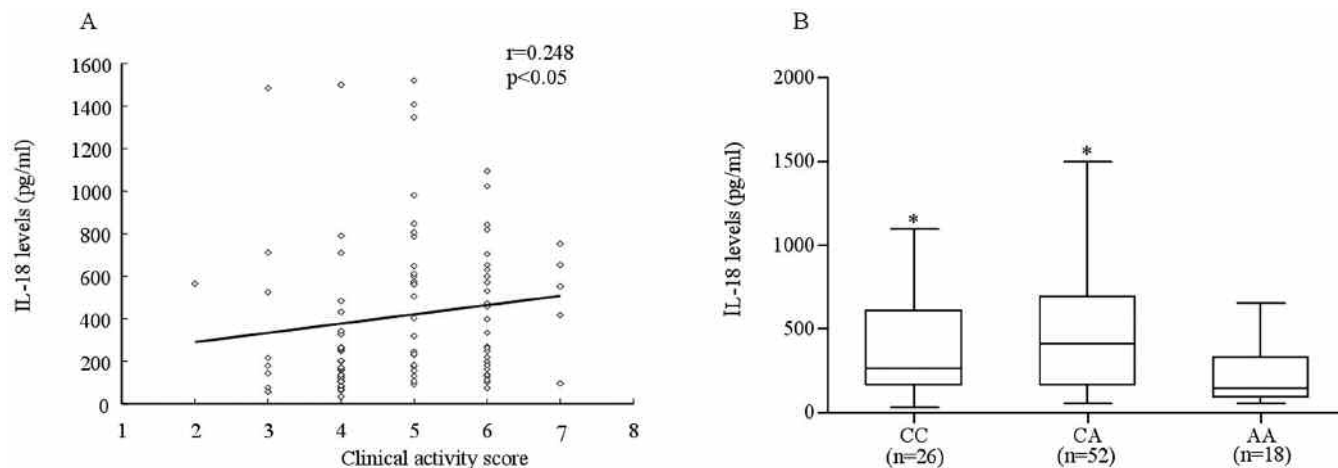 A
r=0.248
p<0.05
IL-18 levels (pg/ml)
1600
1400
1200
1000
800
600
400
200
0
1 2 3 4 5 6 7 8
Clinical activity score
B
IL-18 levels (pg/ml)
2000
1500
1000
500
0
*
*
CC CA AA
(n=26) (n=52) (n=18)